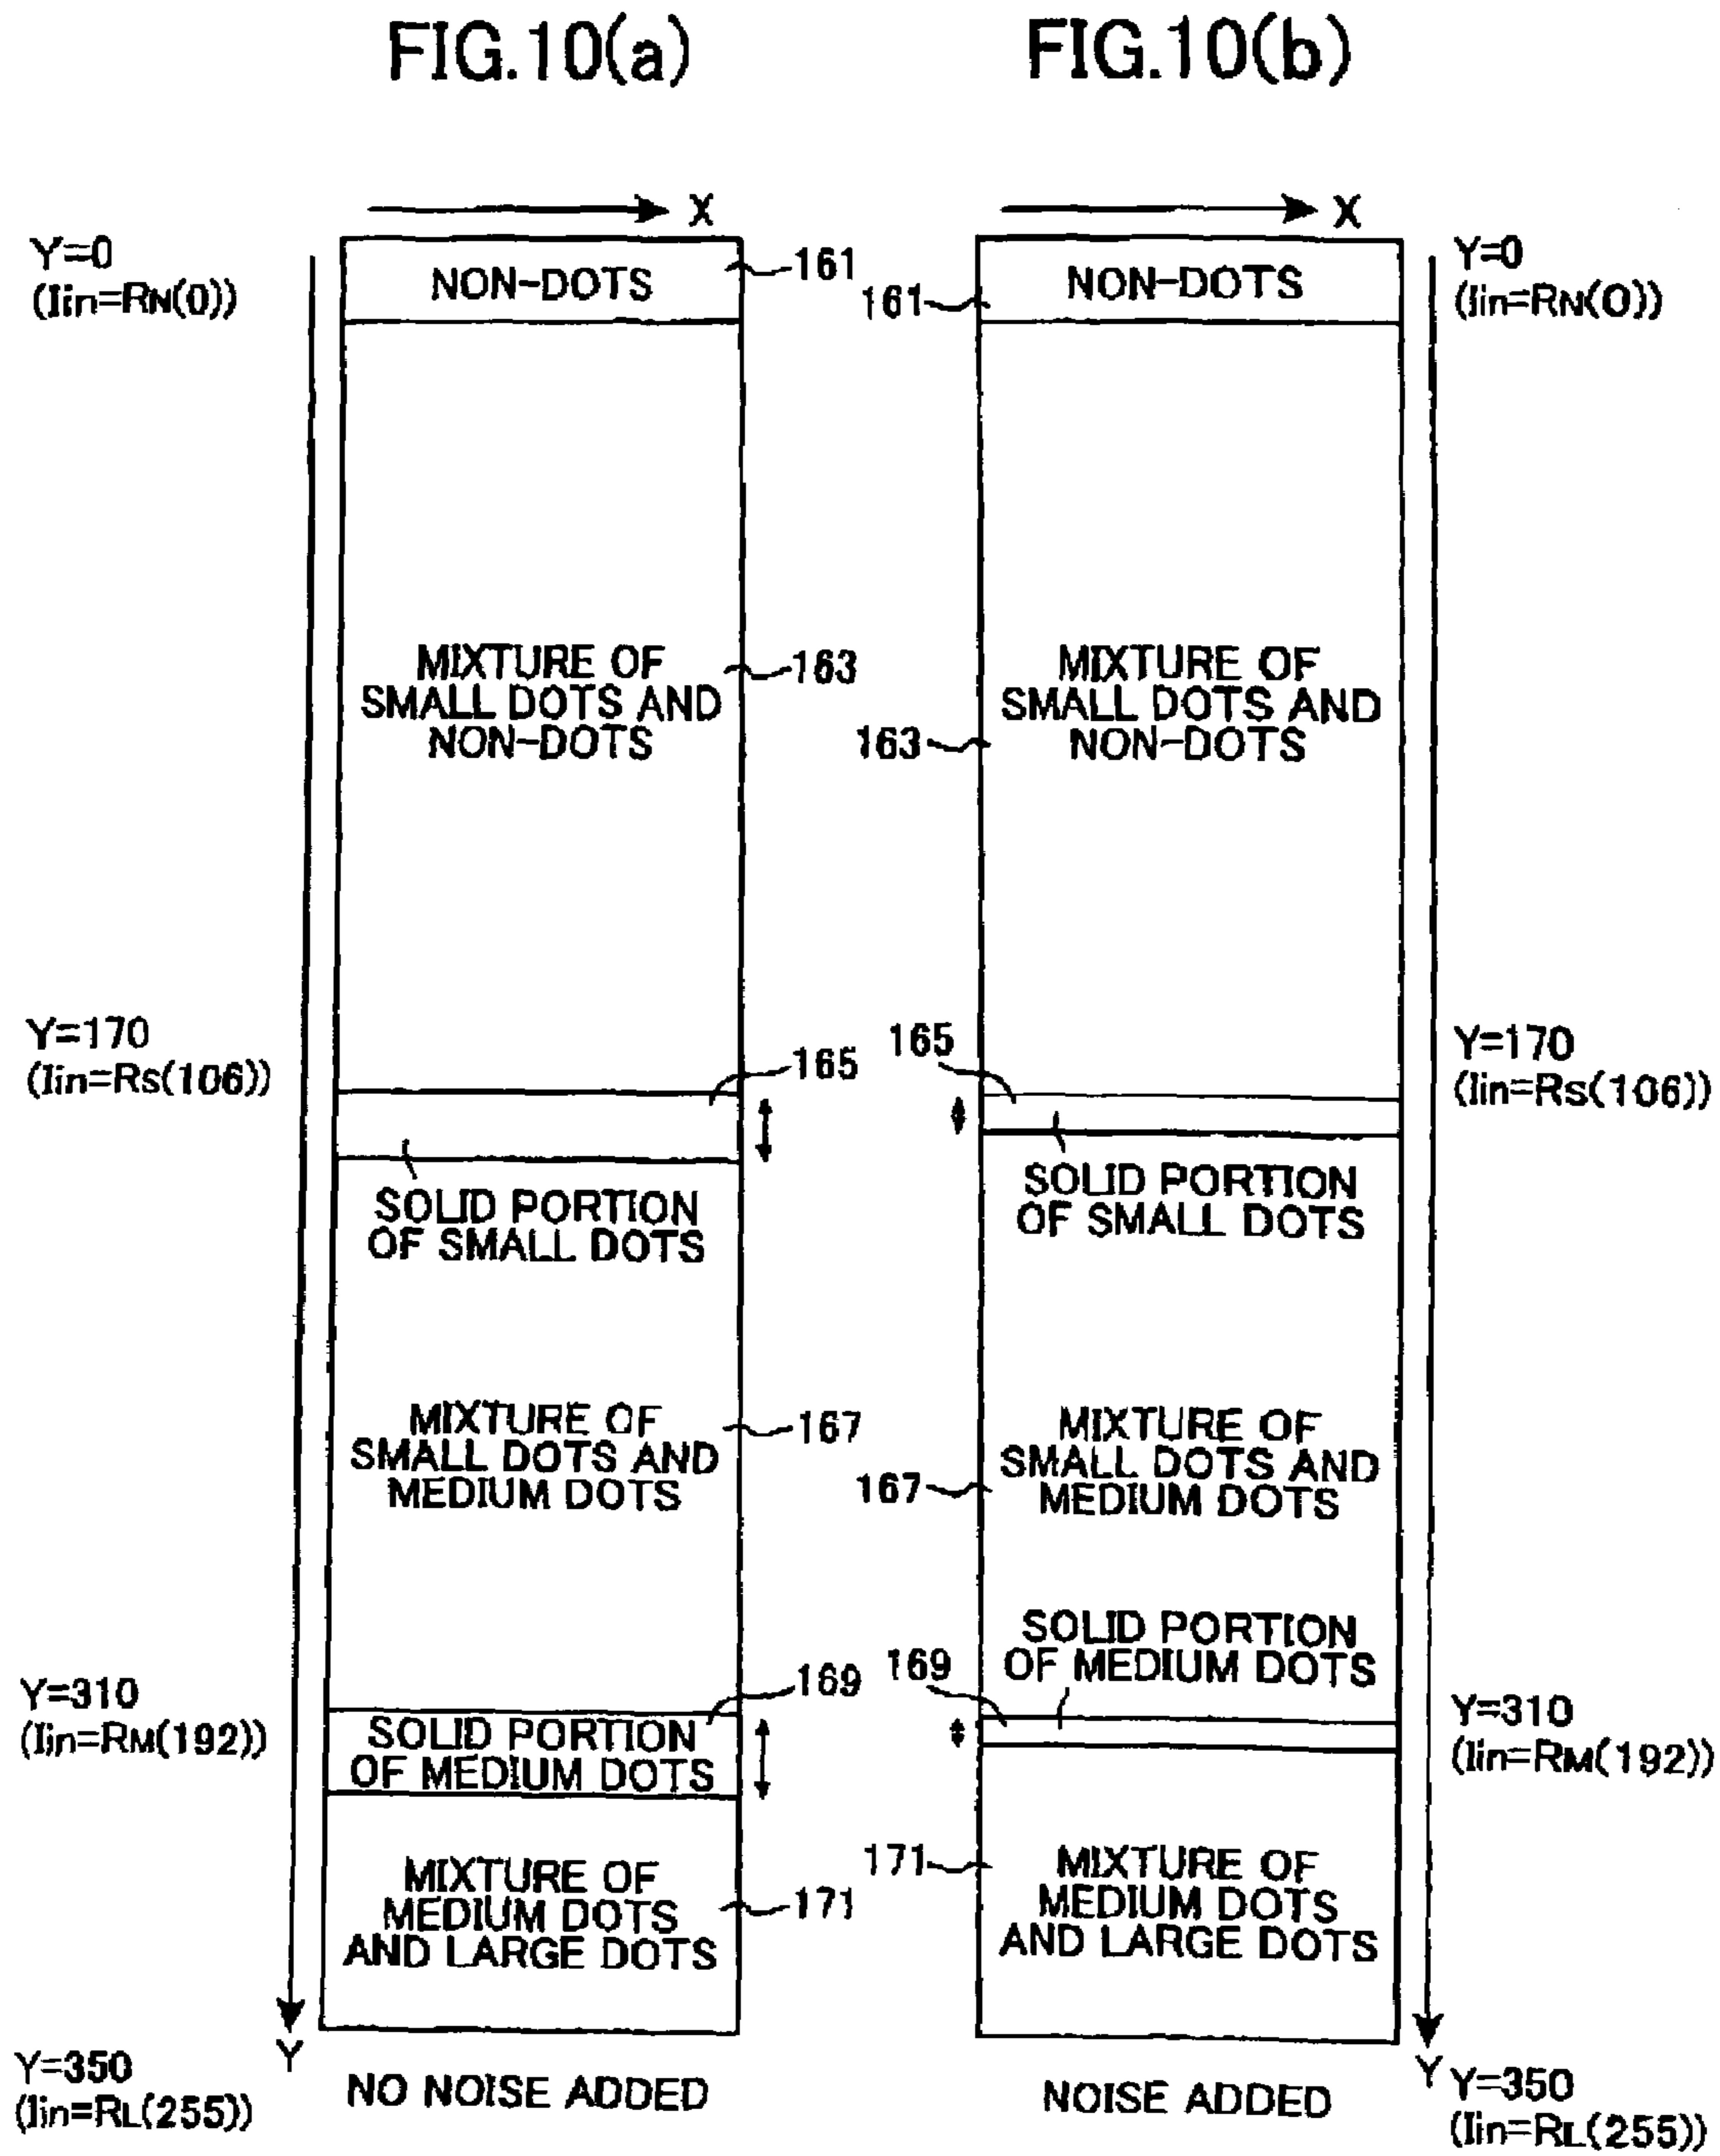 FIG.10(a)
X
Y=0
(Iin=RN(0))
NON-DOTS
161
MIXTURE OF
SMALL DOTS AND
NON-DOTS
163
Y=170
(Iin=RS(106))
165
SOLID PORTION
OF SMALL DOTS
MIXTURE OF
SMALL DOTS AND
MEDIUM DOTS
167
Y=310
(Iin=RM(192))
169
SOLID PORTION
OF MEDIUM DOTS
MIXTURE OF
MEDIUM DOTS
AND LARGE DOTS
171
Y
Y=350
(Iin=RL(255))
NO NOISE ADDED
FIG.10(b)
X
Y=0
(Iin=RN(0))
NON-DOTS
161
MIXTURE OF
SMALL DOTS AND
NON-DOTS
163
165
Y=170
(Iin=RS(106))
SOLID PORTION
OF SMALL DOTS
MIXTURE OF
SMALL DOTS AND
MEDIUM DOTS
167
SOLID PORTION
OF MEDIUM DOTS
169
Y=310
(Iin=RM(192))
171
MIXTURE OF
MEDIUM DOTS
AND LARGE DOTS
Y
Y=350
(Iin=RL(255))
NOISE ADDED